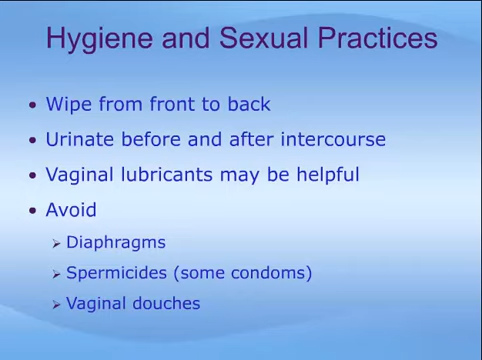 Hygiene and Sexual Practices
• Wipe from front to back
• Urinate before and after intercourse
• Vaginal lubricants may be helpful
• Avoid
➢ Diaphragms
➢ Spermicides (some condoms)
➢ Vaginal douches